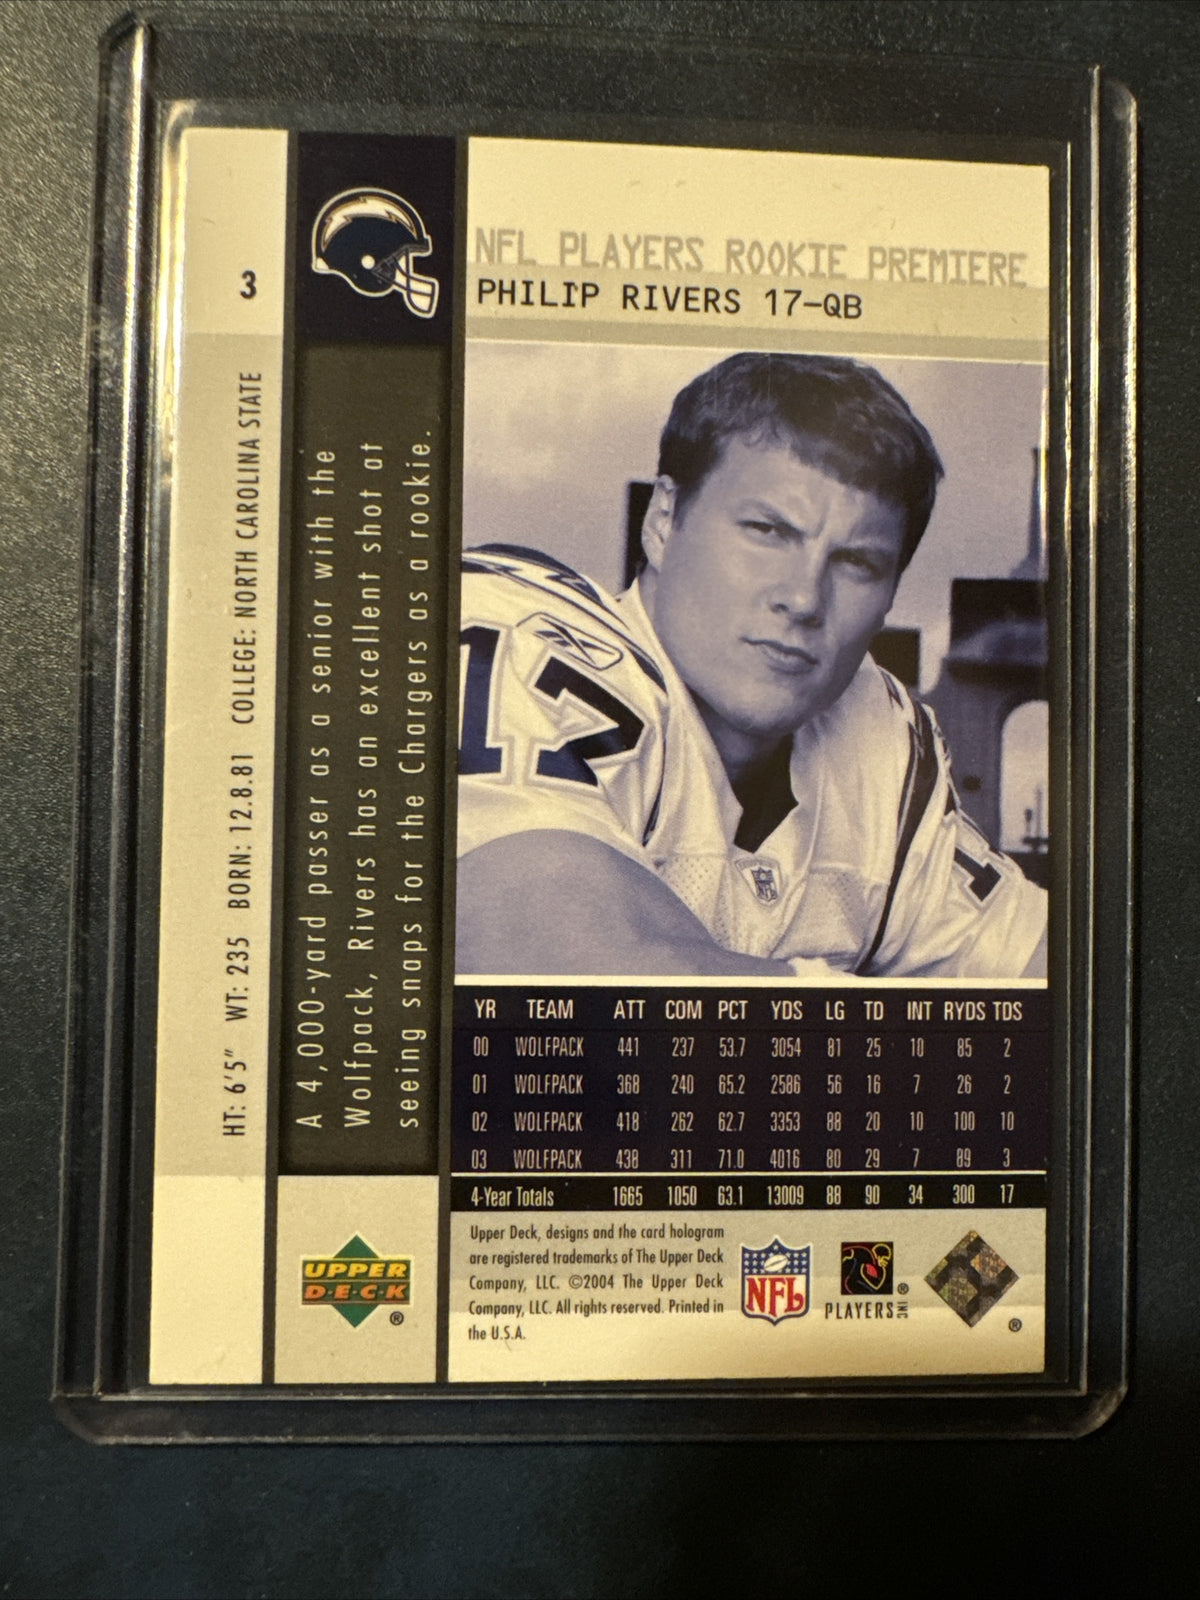 3
HT: 6'5" WT: 235 BORN: 12.8.81 COLLEGE: NORTH CAROLINA STATE
A 4,000-yard passer as a senior with the
Wolfpack, Rivers has an excellent shot at
seeing snaps for the Chargers as a rookie.
NFL PLAYERS ROOKIE PREMIERE
PHILIP RIVERS 17-QB
17
1
NFL
YR TEAM ATT COM PCT YDS LG TD INT RYDS TDS
00 WOLFPACK 441 237 53.7 3054 81 25 10 85 2
01 WOLFPACK 368 240 65.2 2586 56 16 7 26 2
02 WOLFPACK 418 262 62.7 3353 88 20 10 100 10
03 WOLFPACK 438 311 71.0 4016 80 29 7 89 3
4-Year Totals 1665 1050 63.1 13009 88 90 34 300 17
UPPER
D·E·C·K
®
Upper Deck, designs and the card hologram
are registered trademarks of The Upper Deck
Company, LLC. ©2004 The Upper Deck
Company, LLC. All rights reserved. Printed in
the U.S.A.
NFL
PLAYERS INC ®
®